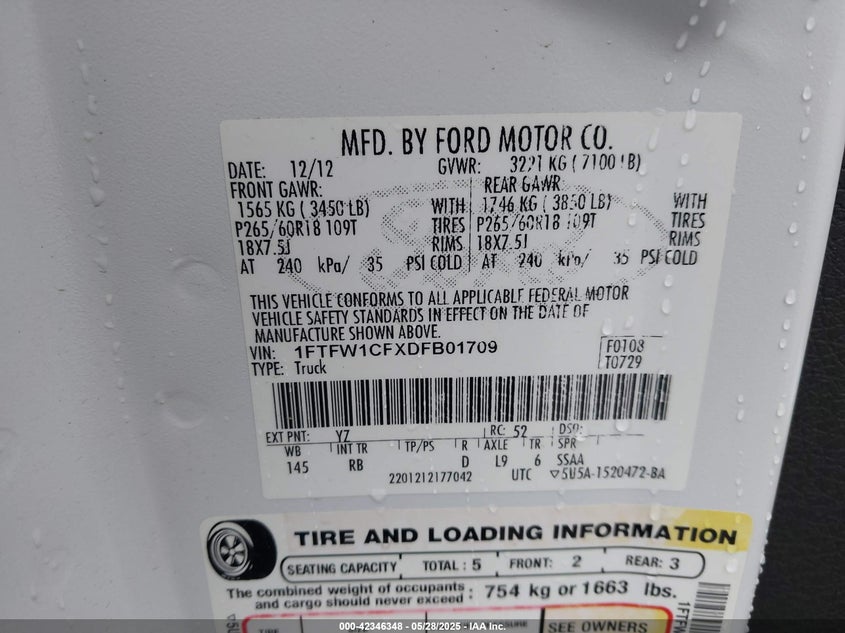 MFD. BY FORD MOTOR CO.
DATE: 12/12 GVWR: 3221 KG ( 7100 LB)
FRONT GAWR: REAR GAWR:
1565 KG ( 3450 LB) WITH 1746 KG ( 3850 LB) WITH
P265/60R18 109T TIRES P265/60R18 109T TIRES
18X7.5J RIMS 18X7.5J RIMS
AT 240 kPa/ 35 PSI COLD AT 240 kPa/ 35 PSI COLD
THIS VEHICLE CONFORMS TO ALL APPLICABLE FEDERAL MOTOR
VEHICLE SAFETY STANDARDS IN EFFECT ON THE DATE OF
MANUFACTURE SHOWN ABOVE.
VIN: 1FTFW1CFXDFB01709 F0108
TYPE: Truck T0729
EXT PNT: YZ RC: 52 DSO:
WB INT TR TP/PS R AXLE TR SPR
145 RB D L9 6 SSAA
2201212177042 UTC ▽5U5A-1520472-BA
TIRE AND LOADING INFORMATION
SEATING CAPACITY TOTAL : 5 FRONT: 2 REAR: 3
The combined weight of occupants
and cargo should never exceed : 754 kg or 1663 lbs.
TIRE SEE OWNERS
000-42346348 - 05/28/2025 - IAA Inc.